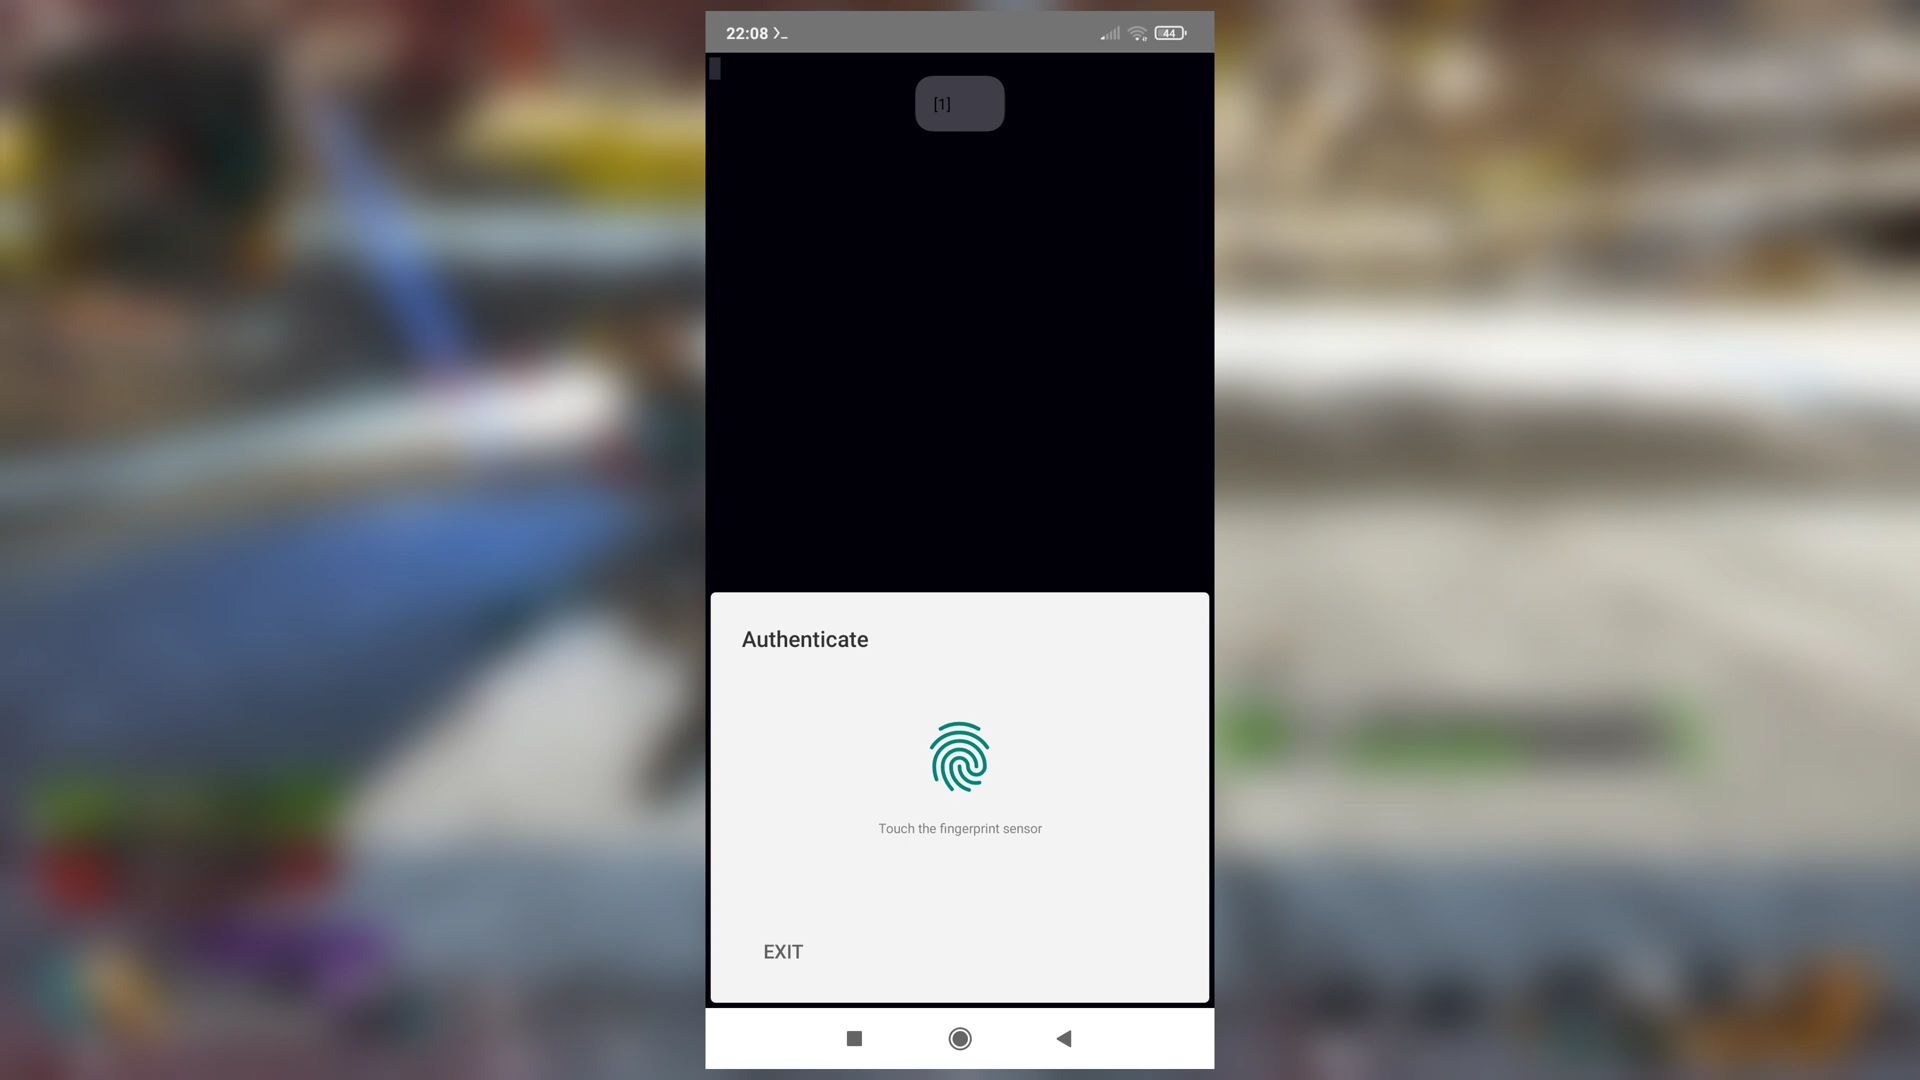 22:08 >_
44
[1]
Authenticate
Touch the fingerprint sensor
EXIT